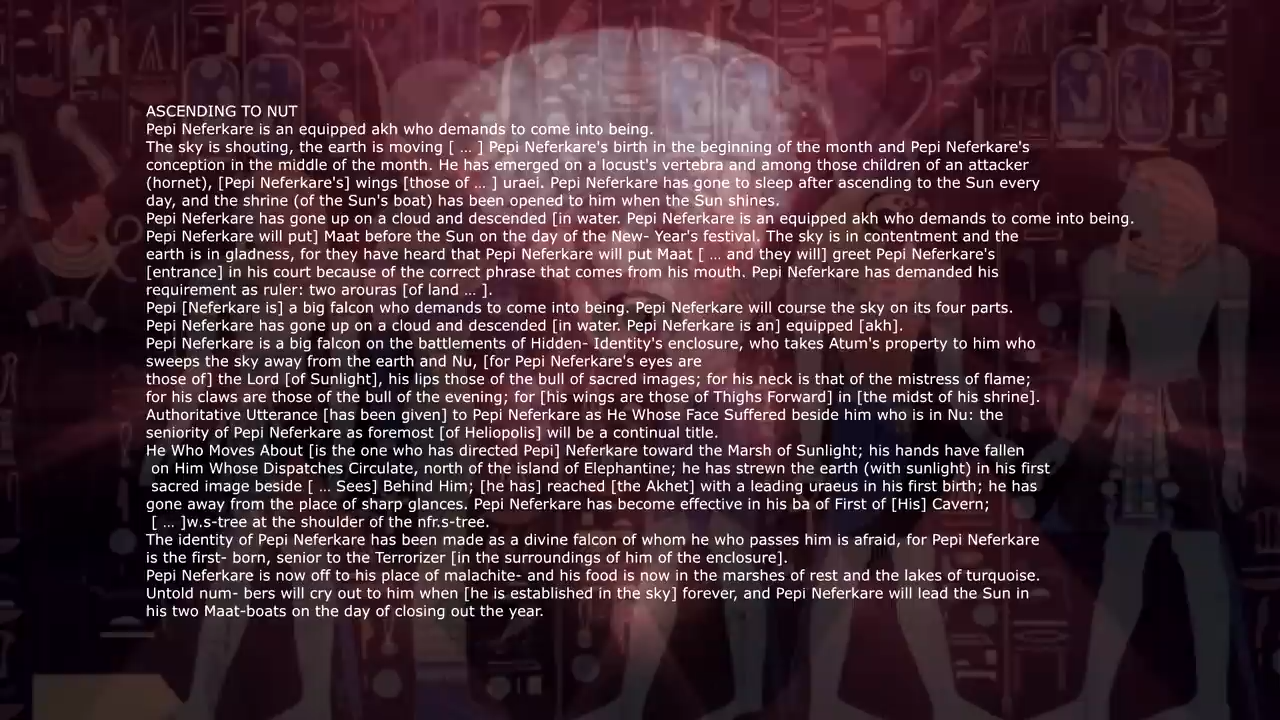 ASCENDING TO NUT
Pepi Neferkare is an equipped akh who demands to come into being.
The sky is shouting, the earth is moving [ ... ] Pepi Neferkare's birth in the beginning of the month and Pepi Neferkare's
conception in the middle of the month. He has emerged on a locust's vertebra and among those children of an attacker
(hornet), [Pepi Neferkare's] wings [those of ... ] uraei. Pepi Neferkare has gone to sleep after ascending to the Sun every
day, and the shrine (of the Sun's boat) has been opened to him when the Sun shines.
Pepi Neferkare has gone up on a cloud and descended [in water. Pepi Neferkare is an equipped akh who demands to come into being.
Pepi Neferkare will put] Maat before the Sun on the day of the New- Year's festival. The sky is in contentment and the
earth is in gladness, for they have heard that Pepi Neferkare will put Maat [ ... and they will] greet Pepi Neferkare's
[entrance] in his court because of the correct phrase that comes from his mouth. Pepi Neferkare has demanded his
requirement as ruler: two arouras [of land ... ].
Pepi [Neferkare is] a big falcon who demands to come into being. Pepi Neferkare will course the sky on its four parts.
Pepi Neferkare has gone up on a cloud and descended [in water. Pepi Neferkare is an] equipped [akh].
Pepi Neferkare is a big falcon on the battlements of Hidden- Identity's enclosure, who takes Atum's property to him who
sweeps the sky away from the earth and Nu, [for Pepi Neferkare's eyes are
those of] the Lord [of Sunlight], his lips those of the bull of sacred images; for his neck is that of the mistress of flame;
for his claws are those of the bull of the evening; for [his wings are those of Thighs Forward] in [the midst of his shrine].
Authoritative Utterance [has been given] to Pepi Neferkare as He Whose Face Suffered beside him who is in Nu: the
seniority of Pepi Neferkare as foremost [of Heliopolis] will be a continual title.
He Who Moves About [is the one who has directed Pepi] Neferkare toward the Marsh of Sunlight; his hands have fallen
on Him Whose Dispatches Circulate, north of the island of Elephantine; he has strewn the earth (with sunlight) in his first
sacred image beside [ ... Sees] Behind Him; [he has] reached [the Akhet] with a leading uraeus in his first birth; he has
gone away from the place of sharp glances. Pepi Neferkare has become effective in his ba of First of [His] Cavern;
[ ... ]w.s-tree at the shoulder of the nfr.s-tree.
The identity of Pepi Neferkare has been made as a divine falcon of whom he who passes him is afraid, for Pepi Neferkare
is the first- born, senior to the Terrorizer [in the surroundings of him of the enclosure].
Pepi Neferkare is now off to his place of malachite- and his food is now in the marshes of rest and the lakes of turquoise.
Untold num- bers will cry out to him when [he is established in the sky] forever, and Pepi Neferkare will lead the Sun in
his two Maat-boats on the day of closing out the year.